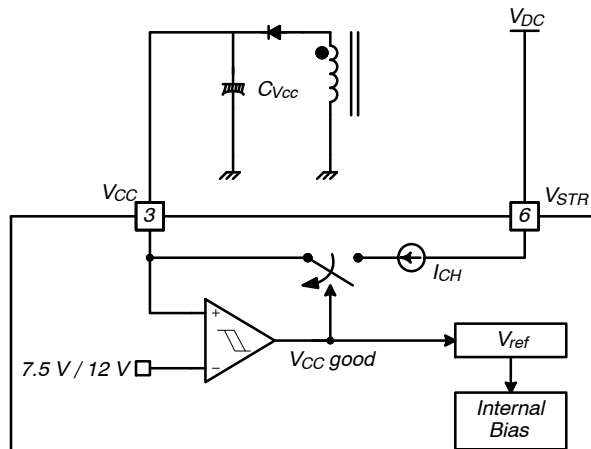 VDC
CVcc
VCC
3
6
VSTR
ICH
+
7.5 V / 12 V
−
VCC good
Vref
Internal
Bias